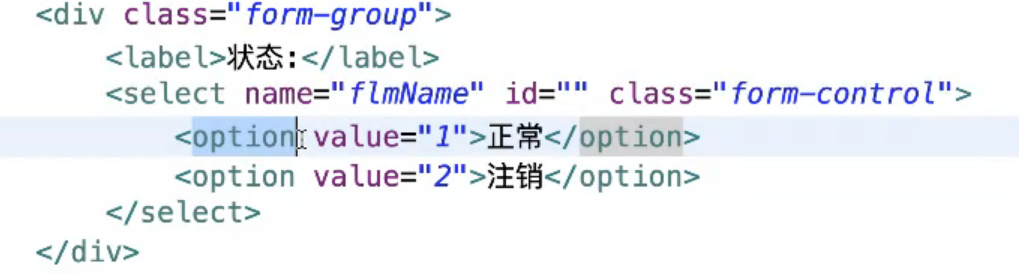 <div class="form-group">
<label>状态:</label>
<select name="flmName" id="" class="form-control">
<option value="1">正常</option>
<option value="2">注销</option>
</select>
</div>